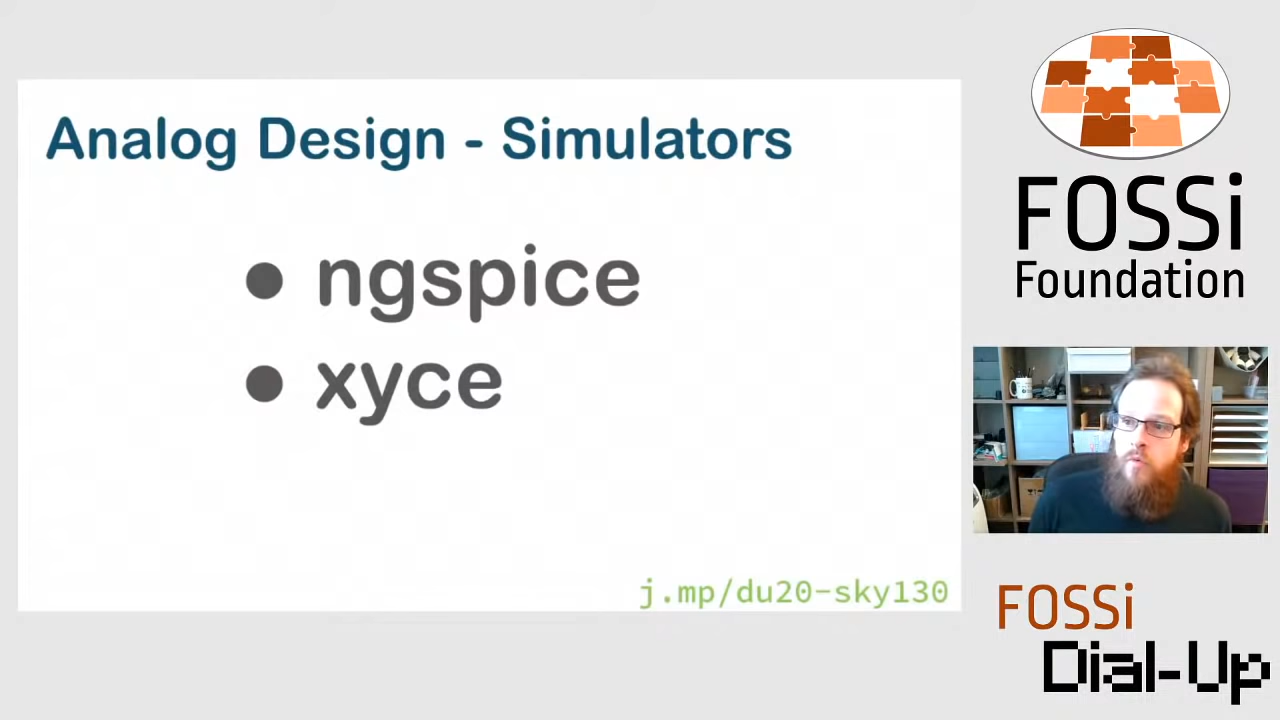 Analog Design - Simulators
● ngspice
● xyce
j.mp/du20-sky130
FOSSi
Foundation
FOSSi
Dial-Up